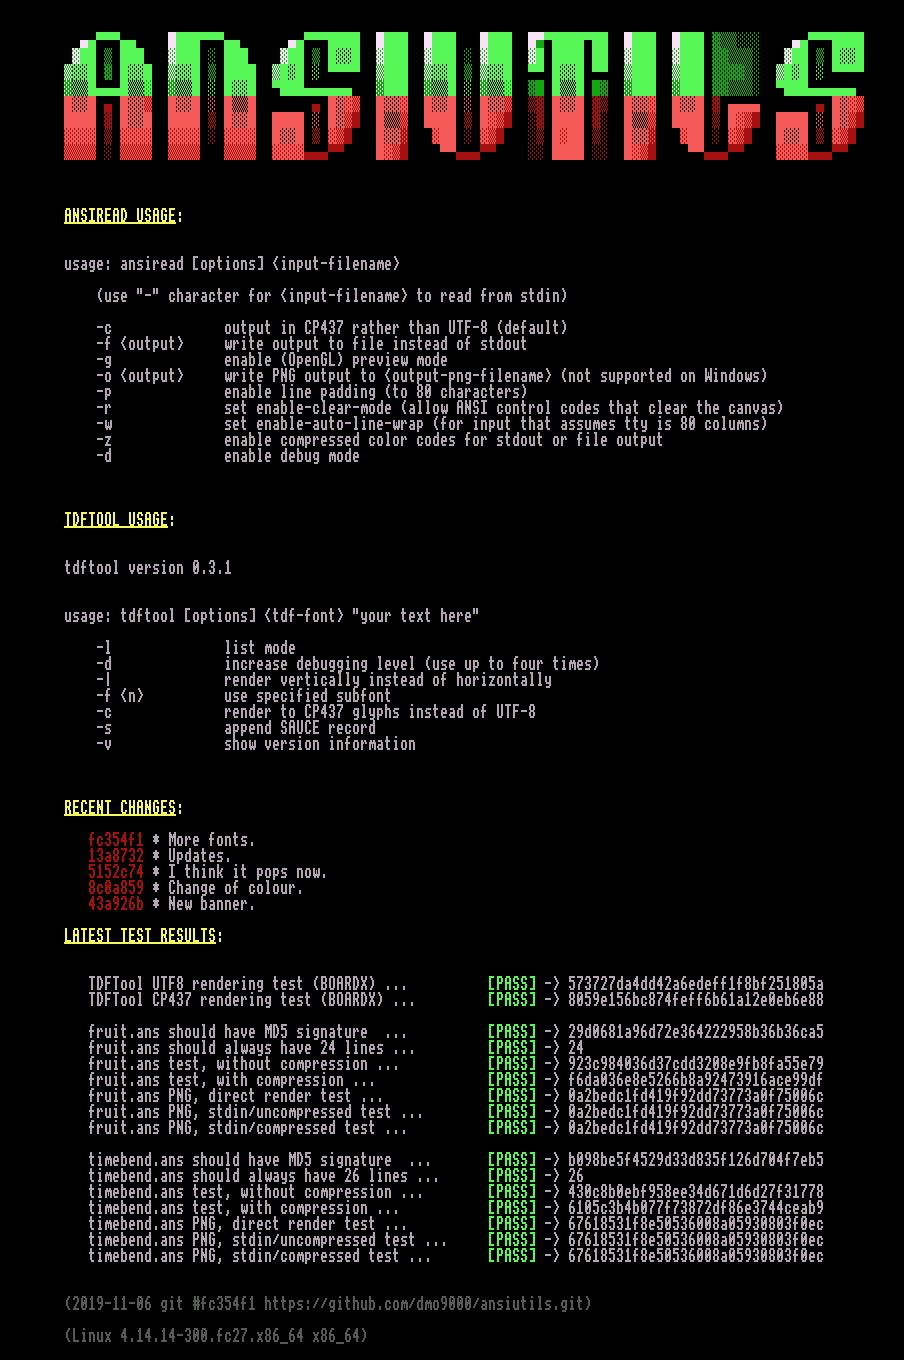 ANSIUTILS
ANSIREAD USAGE:
usage: ansiread [options] <input-filename>
(use "-" character for <input-filename> to read from stdin)
-c output in CP437 rather than UTF-8 (default)
-f <output> write output to file instead of stdout
-g enable (OpenGL) preview mode
-o <output> write PNG output to <output-png-filename> (not supported on Windows)
-p enable line padding (to 80 characters)
-r set enable-clear-mode (allow ANSI control codes that clear the canvas)
-w set enable-auto-line-wrap (for input that assumes tty is 80 columns)
-z enable compressed color codes for stdout or file output
-d enable debug mode
TDFTOOL USAGE:
tdftool version 0.3.1
usage: tdftool [options] <tdf-font> "your text here"
-l list mode
-d increase debugging level (use up to four times)
-| render vertically instead of horizontally
-f <n> use specified subfont
-c render to CP437 glyphs instead of UTF-8
-s append SAUCE record
-v show version information
RECENT CHANGES:
fc354f1 * More fonts.
13a8732 * Updates.
5152c74 * I think it pops now.
8c0a859 * Change of colour.
43a926b * New banner.
LATEST TEST RESULTS:
TDFTool UTF8 rendering test (BOARDX) ... [PASS] -> 573727da4dd42a6edeff1f8bf251805a
TDFTool CP437 rendering test (BOARDX) ... [PASS] -> 8059e156bc874feff6b61a12e0eb6e88
fruit.ans should have MD5 signature ... [PASS] -> 29d0681a96d72e364222958b36b36ca5
fruit.ans should always have 24 lines ... [PASS] -> 24
fruit.ans test, without compression ... [PASS] -> 923c984036d37cdd3208e9fb8fa55e79
fruit.ans test, with compression ... [PASS] -> f6da036e8e5266b8a92473916ace99df
fruit.ans PNG, direct render test ... [PASS] -> 0a2bedc1fd419f92dd73773a0f75006c
fruit.ans PNG, stdin/uncompressed test ... [PASS] -> 0a2bedc1fd419f92dd73773a0f75006c
fruit.ans PNG, stdin/compressed test ... [PASS] -> 0a2bedc1fd419f92dd73773a0f75006c
timebend.ans should have MD5 signature ... [PASS] -> b098be5f4529d33d835f126d704f7eb5
timebend.ans should always have 26 lines ... [PASS] -> 26
timebend.ans test, without compression ... [PASS] -> 430c8b0ebf958ee34d671d6d27f31778
timebend.ans test, with compression ... [PASS] -> 6105c3b4b077f73872df86e3744ceab9
timebend.ans PNG, direct render test ... [PASS] -> 67618531f8e50536008a05930803f0ec
timebend.ans PNG, stdin/uncompressed test ... [PASS] -> 67618531f8e50536008a05930803f0ec
timebend.ans PNG, stdin/compressed test ... [PASS] -> 67618531f8e50536008a05930803f0ec
(2019-11-06 git #fc354f1 https://github.com/dmo9000/ansiutils.git)
(Linux 4.14.14-300.fc27.x86_64 x86_64)